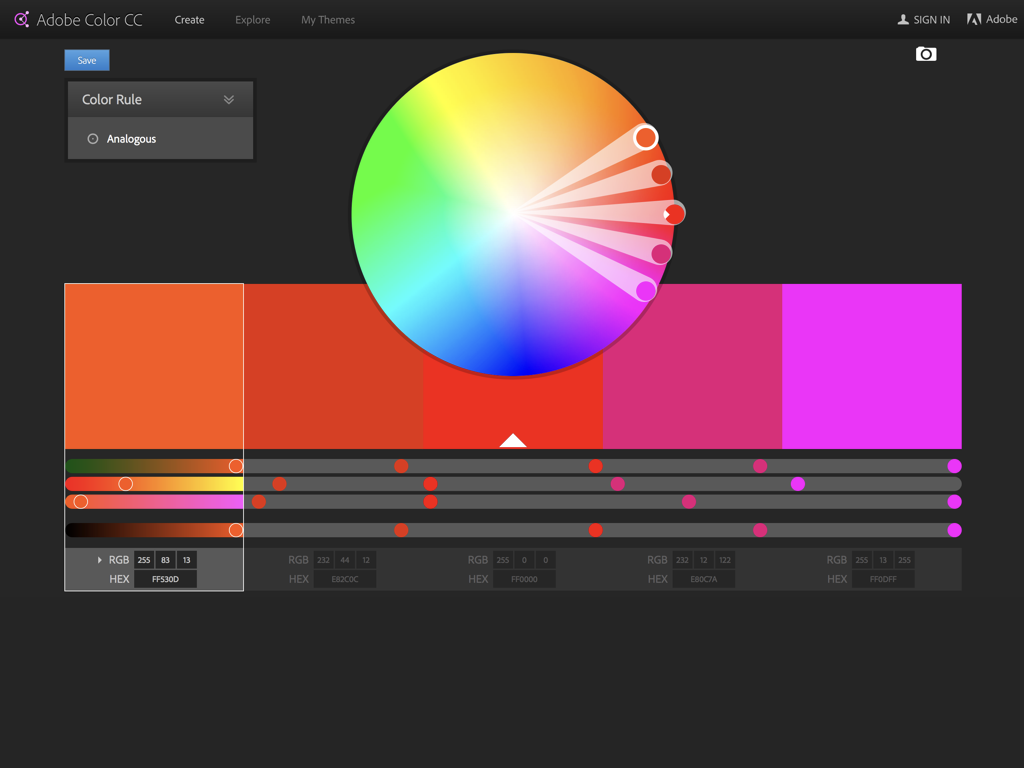 Adobe Color CC Create Explore My Themes SIGN IN Adobe
Save
Color Rule
Analogous
RGB 255 83 13 RGB 232 44 12 RGB 255 0 0 RGB 232 12 122 RGB 255 13 255
HEX FF530D HEX E82C0C HEX FF0000 HEX E80C7A HEX FF0DFF